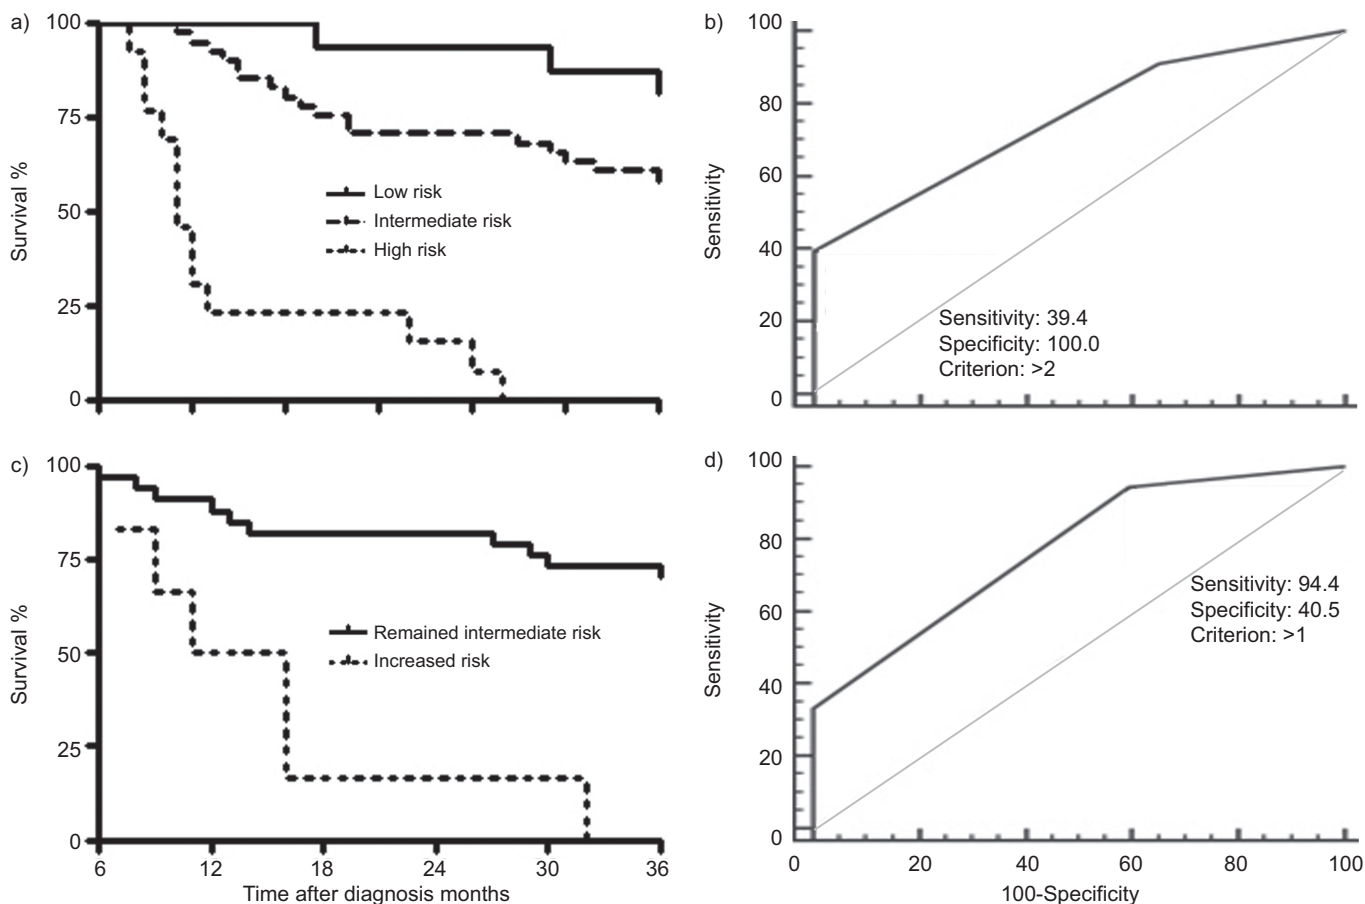 a)
100
75
50
25
0
Survival %
Low risk
Intermediate risk
High risk
b)
100
80
60
40
20
0
Sensitivity
Sensitivity: 39.4
Specificity: 100.0
Criterion: >2
c)
100
75
50
25
0
Survival %
Remained intermediate risk
Increased risk
6 12 18 24 30 36
Time after diagnosis months
d)
100
80
60
40
20
0
Sensitivity
Sensitivity: 94.4
Specificity: 40.5
Criterion: >1
0 20 40 60 80 100
100-Specificity